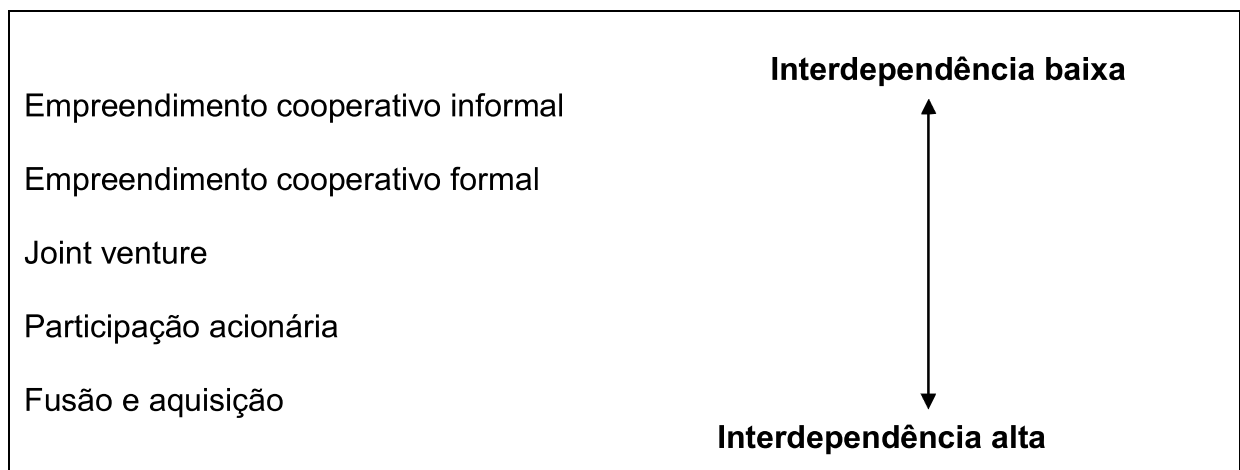 Interdependência baixa
Empreendimento cooperativo informal
Empreendimento cooperativo formal
Joint venture
Participação acionária
Fusão e aquisição
Interdependência alta